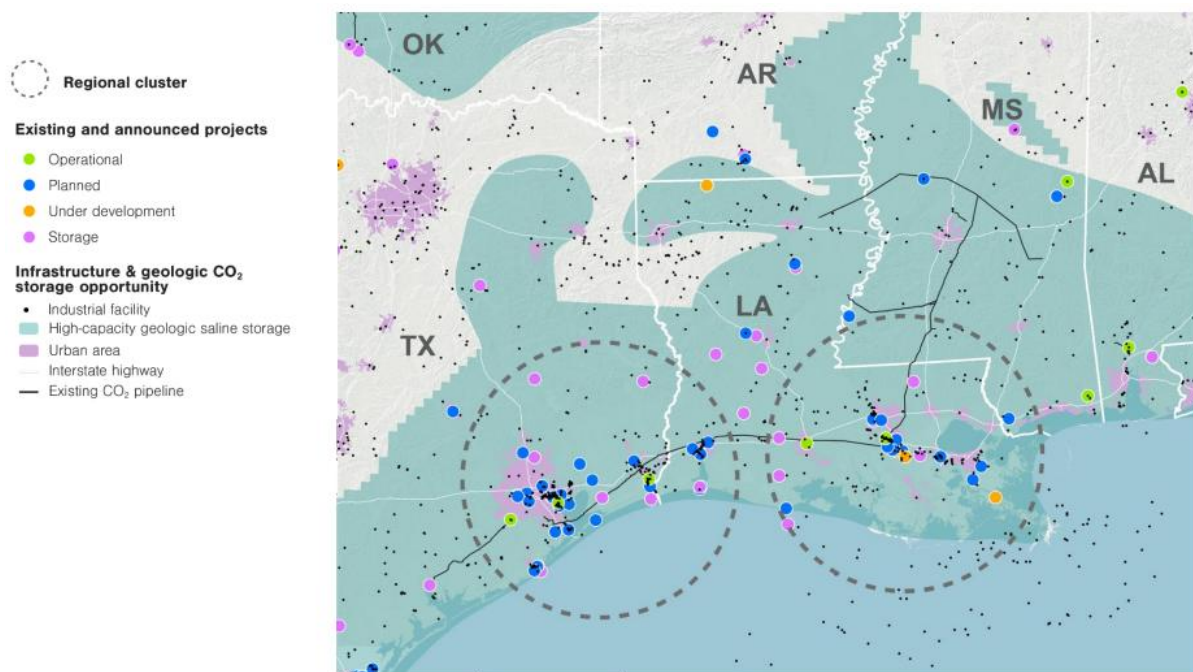 Regional cluster
Existing and announced projects
Operational
Planned
Under development
Storage
Infrastructure & geologic CO₂
storage opportunity
Industrial facility
High-capacity geologic saline storage
Urban area
Interstate highway
Existing CO₂ pipeline
OK
AR
MS
AL
TX
LA